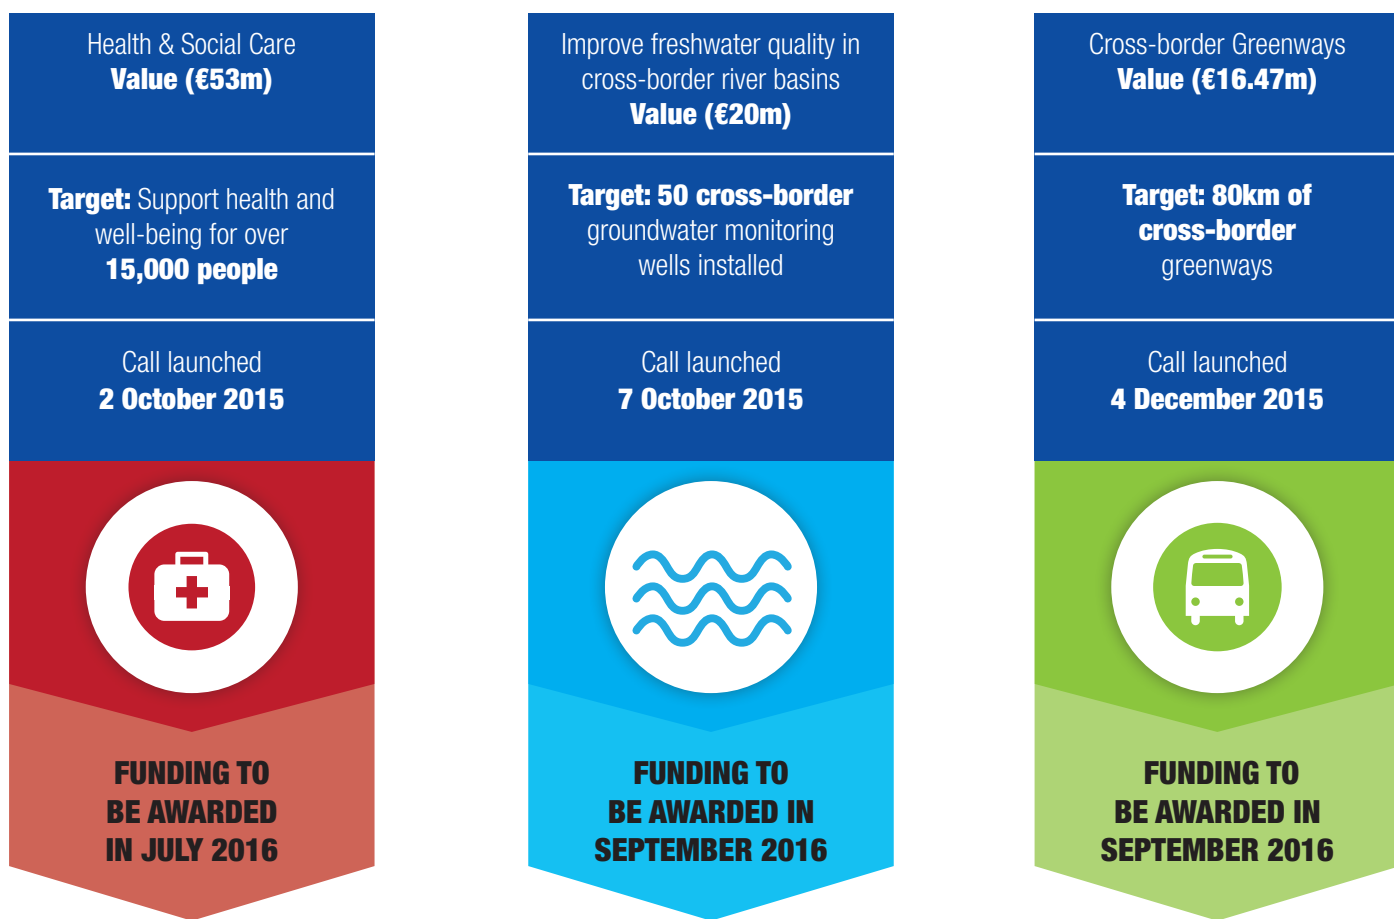 Health & Social Care
Value (€53m)
Target: Support health and
well-being for over
15,000 people
Call launched
2 October 2015
FUNDING TO
BE AWARDED
IN JULY 2016
Improve freshwater quality in
cross-border river basins
Value (€20m)
Target: 50 cross-border
groundwater monitoring
wells installed
Call launched
7 October 2015
FUNDING TO
BE AWARDED IN
SEPTEMBER 2016
Cross-border Greenways
Value (€16.47m)
Target: 80km of
cross-border
greenways
Call launched
4 December 2015
FUNDING TO
BE AWARDED IN
SEPTEMBER 2016